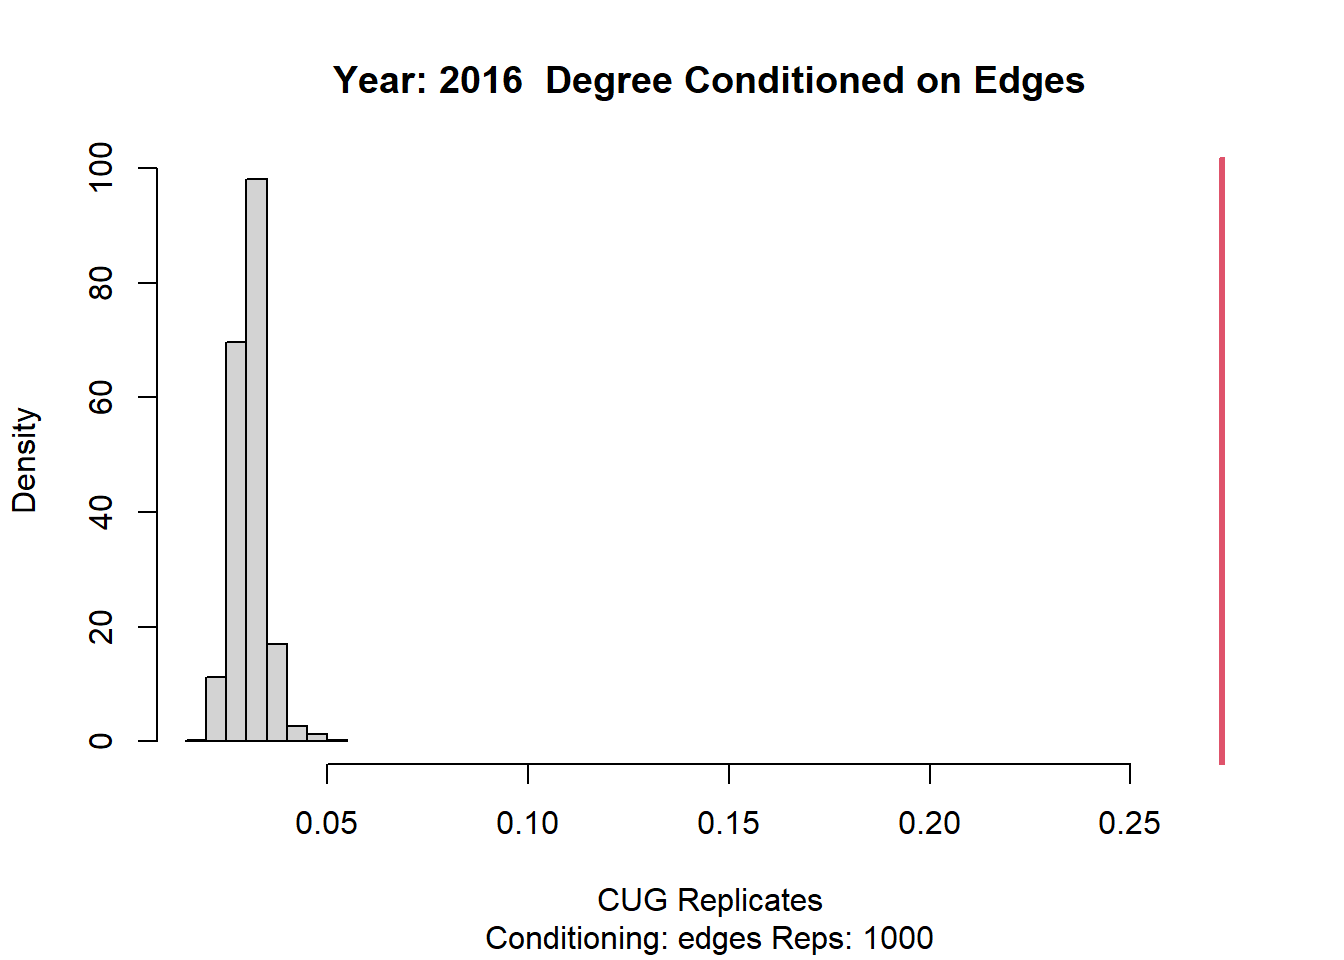 Year: 2016  Degree Conditioned on Edges
Density
100
80
60
40
20
0
0.05 0.10 0.15 0.20 0.25
CUG Replicates
Conditioning: edges Reps: 1000